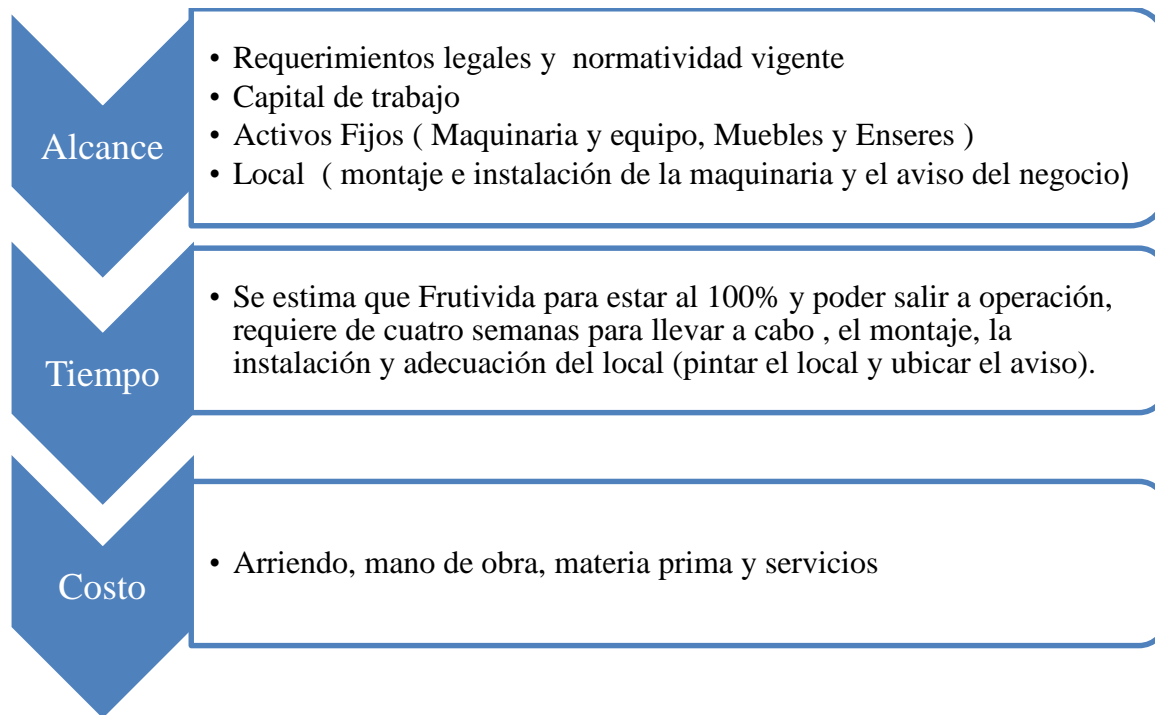 Alcance
• Requerimientos legales y  normatividad vigente
• Capital de trabajo
• Activos Fijos ( Maquinaria y equipo, Muebles y Enseres )
• Local  ( montaje e instalación de la maquinaria y el aviso del negocio)
Tiempo
• Se estima que Frutivida para estar al 100% y poder salir a operación,
requiere de cuatro semanas para llevar a cabo , el montaje, la
instalación y adecuación del local (pintar el local y ubicar el aviso).
Costo
• Arriendo, mano de obra, materia prima y servicios